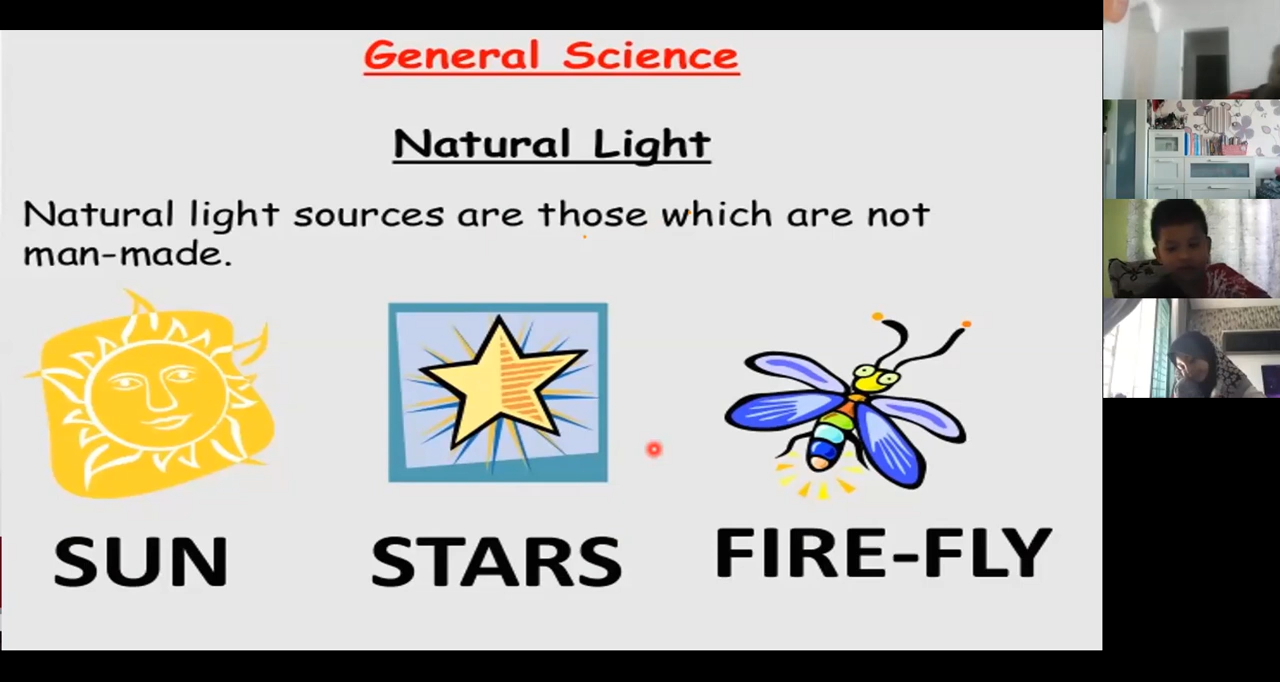 General Science
Natural Light
Natural light sources are those which are not
man-made.
SUN
STARS
FIRE-FLY